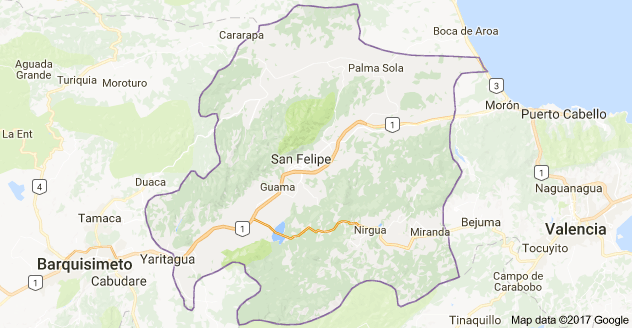 Cararapa
Boca de Aroa
Aguada
Grande
Palma Sola
Turiquia
Moroturo
3
Morón
Puerto Cabello
1
La Ent
San Felipe
1
4
Duaca
Guama
Naguanagua
Tamaca
1
Nirgua
Miranda
Bejuma
Valencia
Tocuyito
Barquisimeto
Yaritagua
1
Cabudare
Campo de
Carabobo
Tinaquillo
Map data ©2017 Google